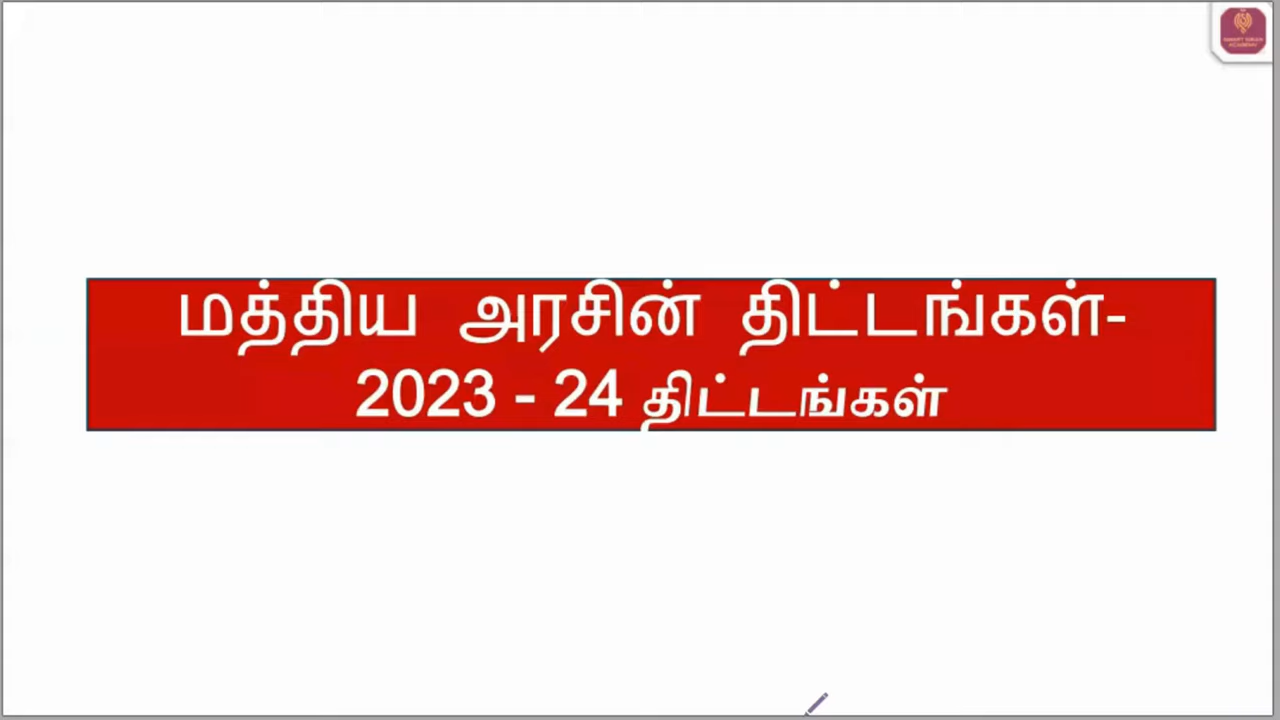 மத்திய அரசின் திட்டங்கள்-
2023 - 24 திட்டங்கள்